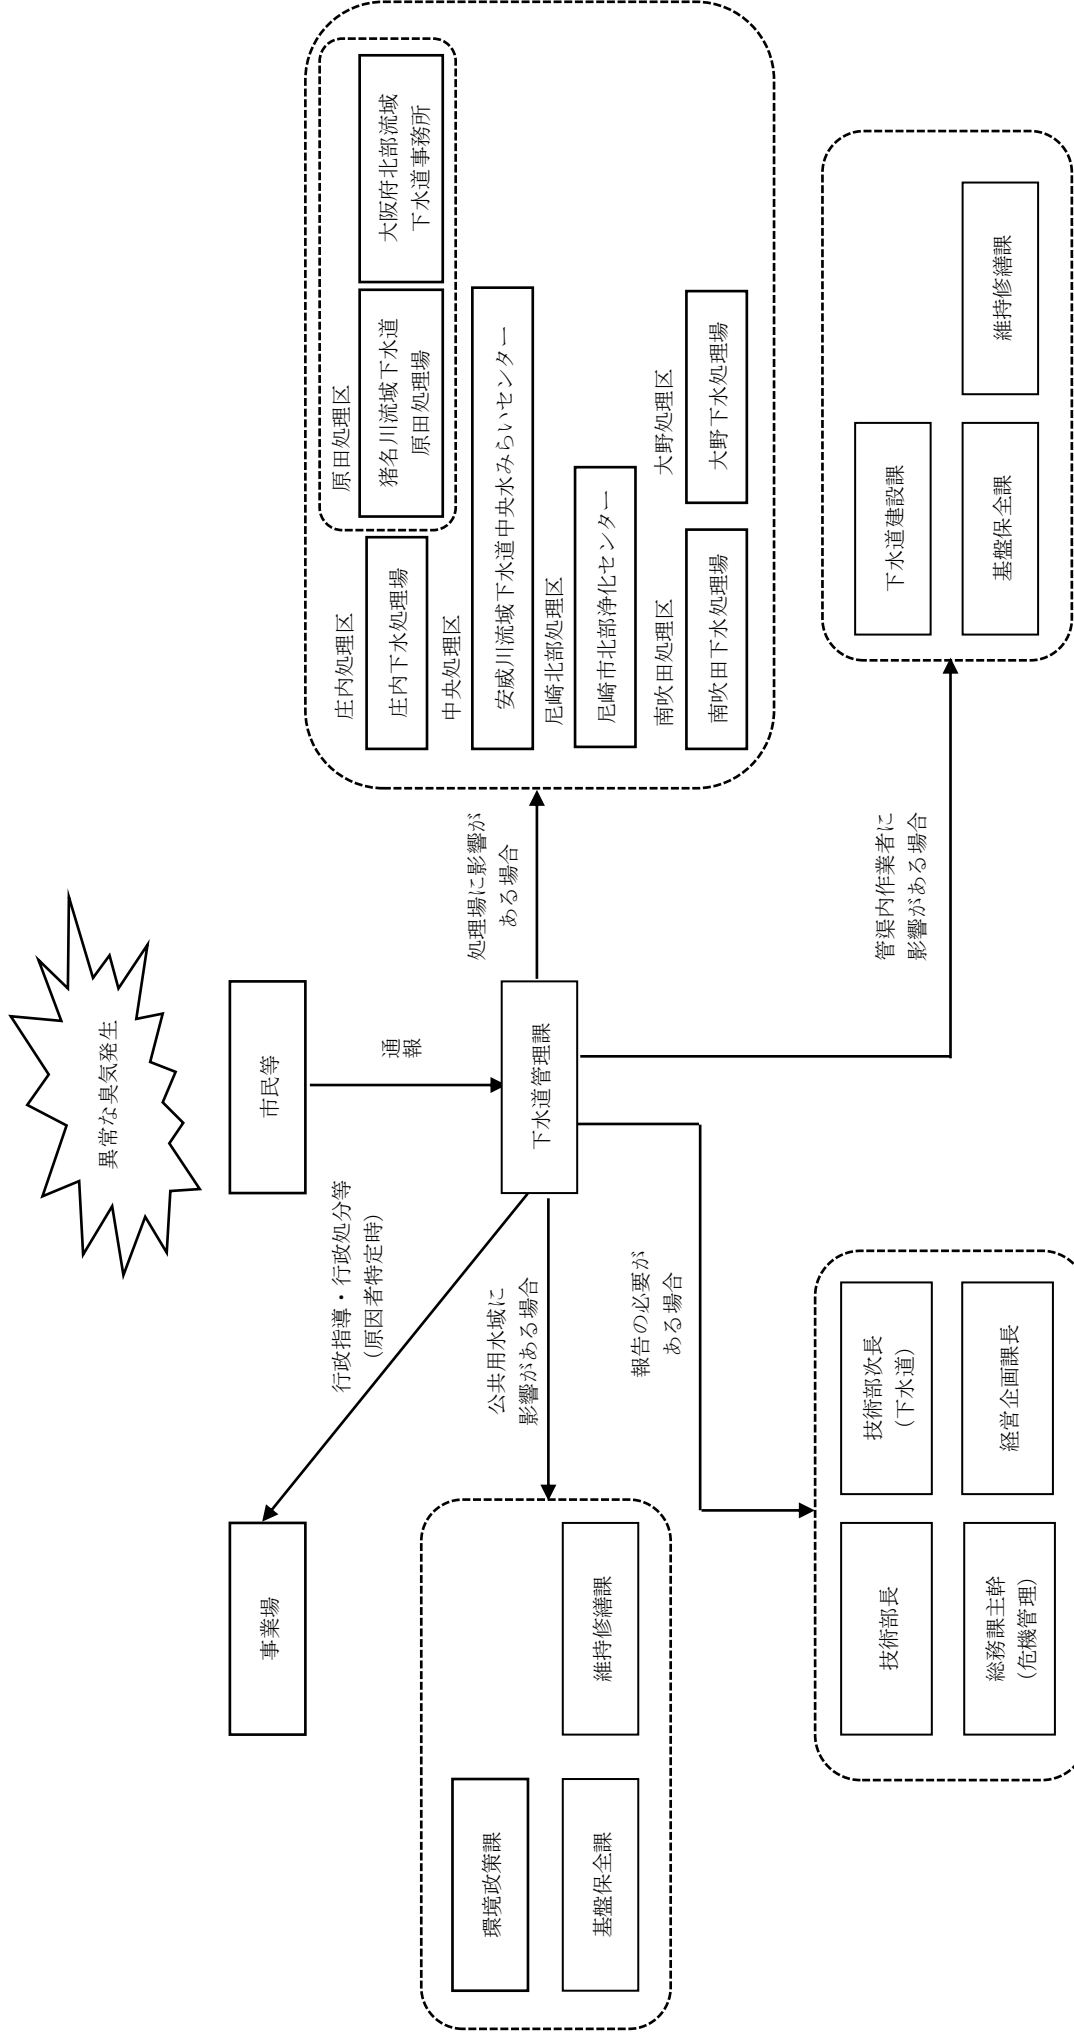 異常な臭気発生
市民等
通
報
下水道管理課
行政指導・行政処分等
（原因者特定時）
事業場
公共用水域に
影響がある場合
環境政策課
基盤保全課
維持修繕課
報告の必要が
ある場合
技術部長
技術部次長
（下水道）
総務課主幹
（危機管理）
経営企画課長
処理場に影響が
ある場合
庄内処理区
庄内下水処理場
原田処理区
猪名川流域下水道
原田処理場
大阪府北部流域
下水道事務所
中央処理区
安威川流域下水道中央水みらいセンター
尼崎北部処理区
尼崎市北部浄化センター
南吹田処理区
南吹田下水処理場
大野処理区
大野下水処理場
管渠内作業者に
影響がある場合
下水道建設課
基盤保全課
維持修繕課